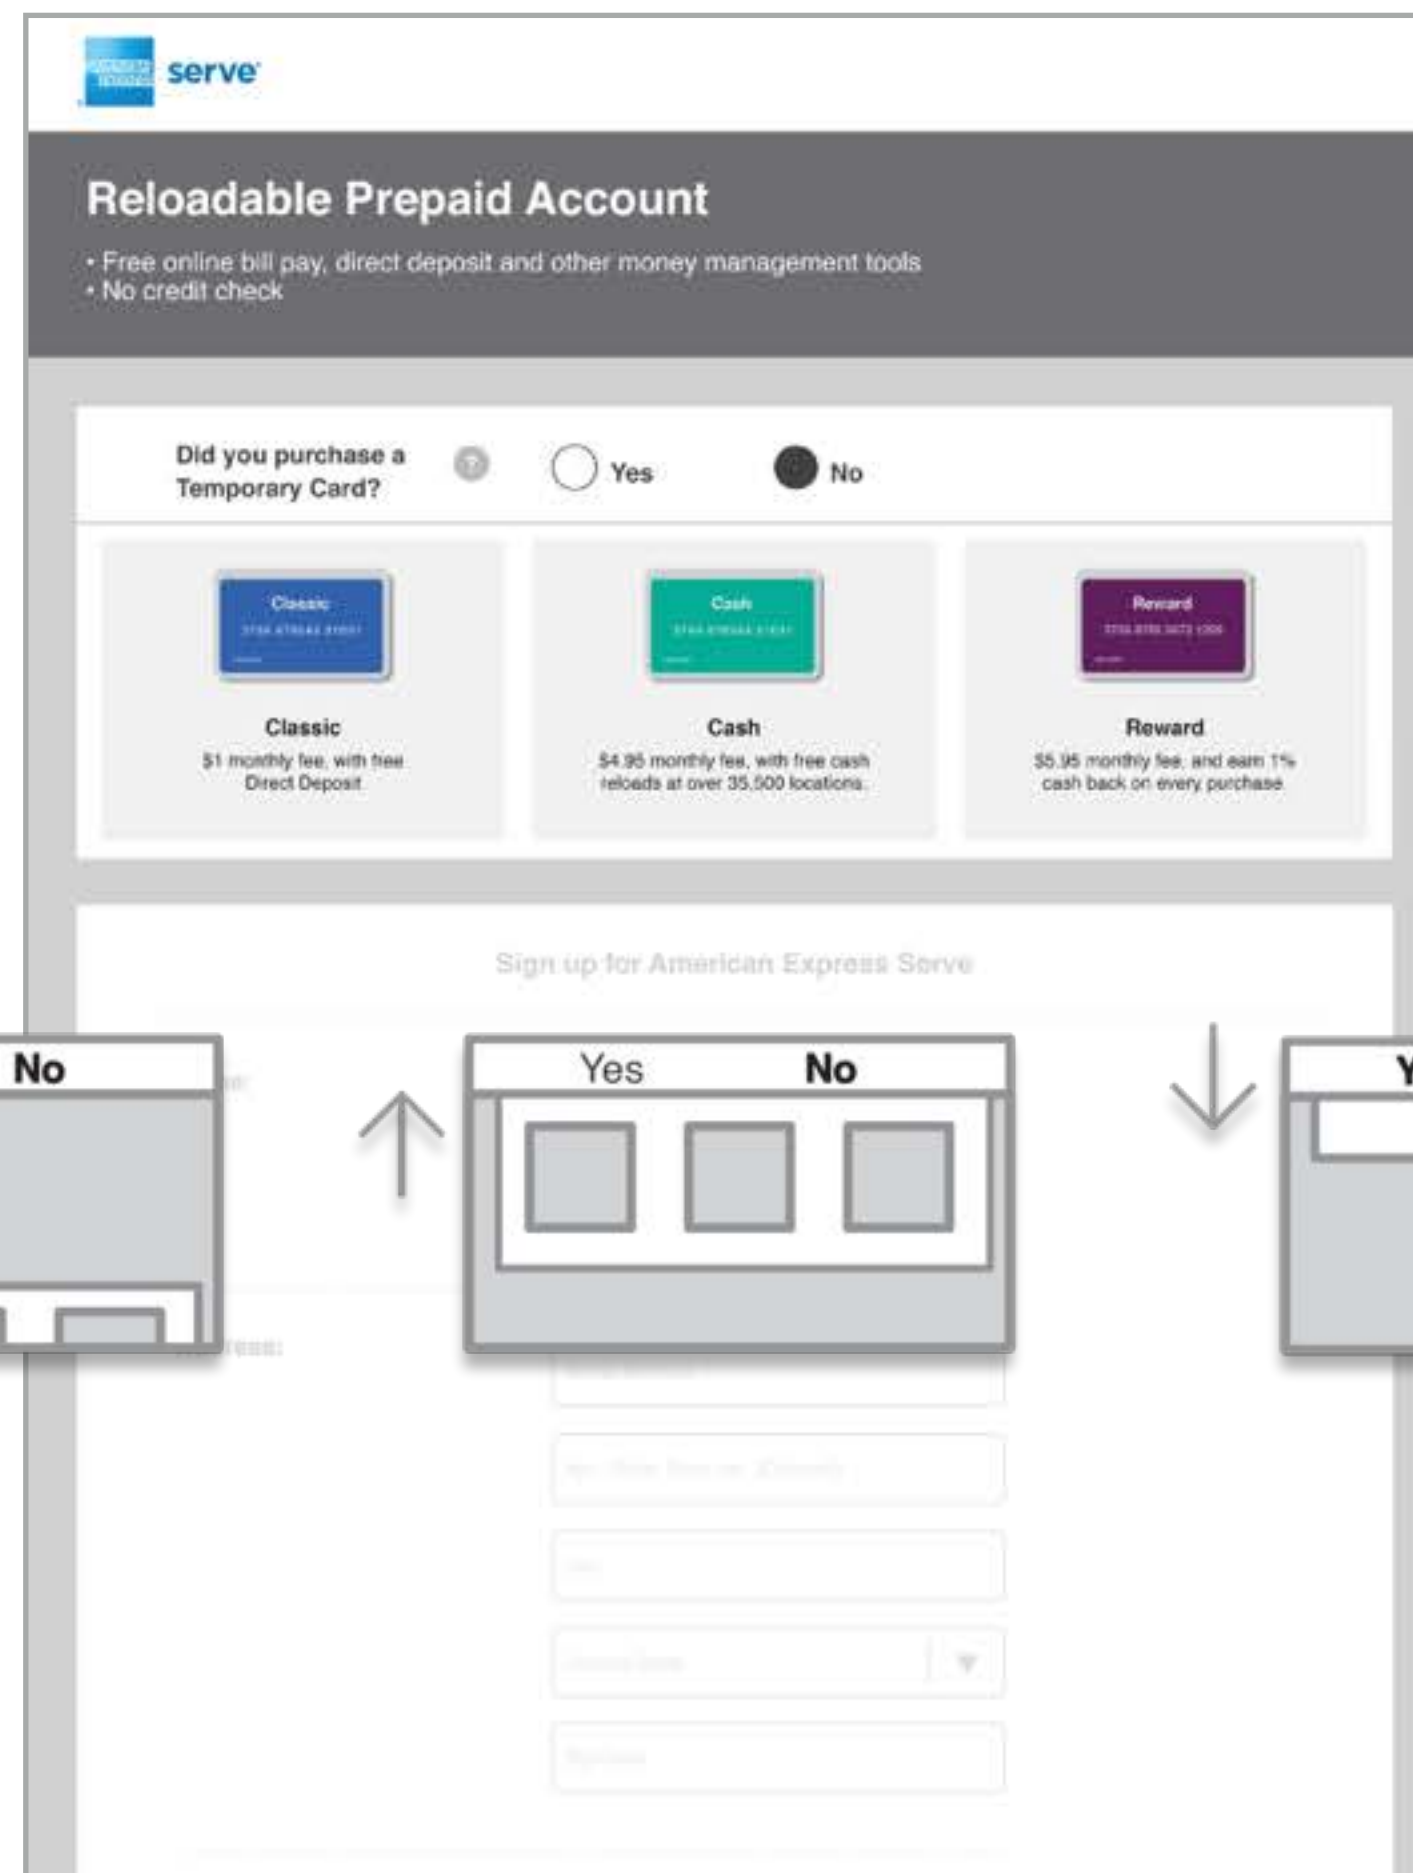 serve
Reloadable Prepaid Account
• Free online bill pay, direct deposit and other money management tools
• No credit check
Did you purchase a
Temporary Card?
?
Yes
No
Classic
Cash
Reward
Classic
$1 monthly fee, with free
Direct Deposit
Cash
$4.95 monthly fee, with free cash
reloads at over 35,500 locations.
Reward
$5.95 monthly fee, and earn 1%
cash back on every purchase
Sign up for American Express Serve
No
Yes
No
Y